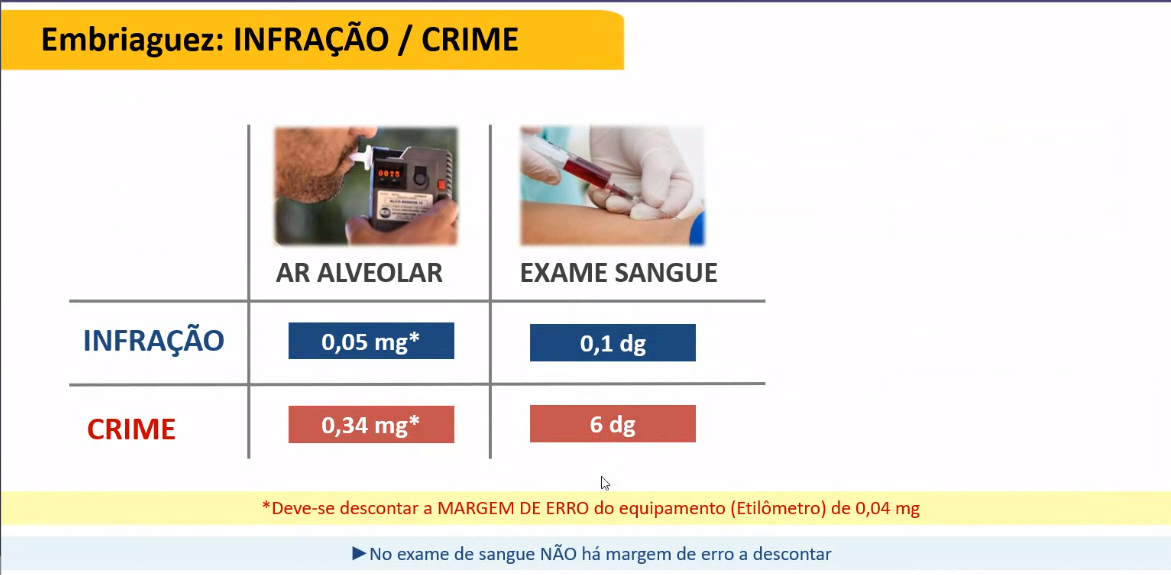 Embriaguez: INFRAÇÃO / CRIME
AR ALVEOLAR
EXAME SANGUE
INFRAÇÃO
0,05 mg*
0,1 dg
CRIME
0,34 mg*
6 dg
*Deve-se descontar a MARGEM DE ERRO do equipamento (Etilômetro) de 0,04 mg
►No exame de sangue NÃO há margem de erro a descontar